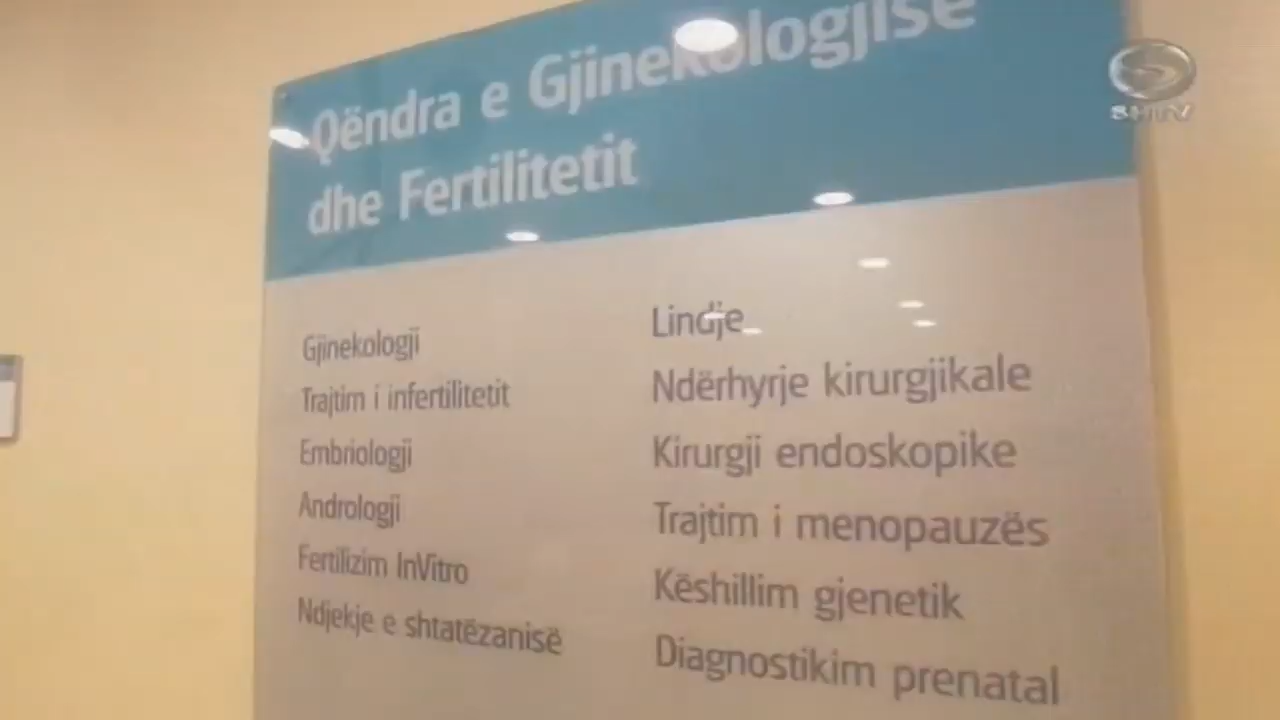 Qëndra e Gjinekologjisë
dhe Fertilitetit
Gjinekologji
Trajtim i infertilitetit
Embriologji
Andrologji
Fertilizim InVitro
Ndjekje e shtatëzanisë
Lindje
Ndërhyrje kirurgjikale
Kirurgji endoskopike
Trajtim i menopauzës
Këshillim gjenetik
Diagnostikim prenatal
SHTV